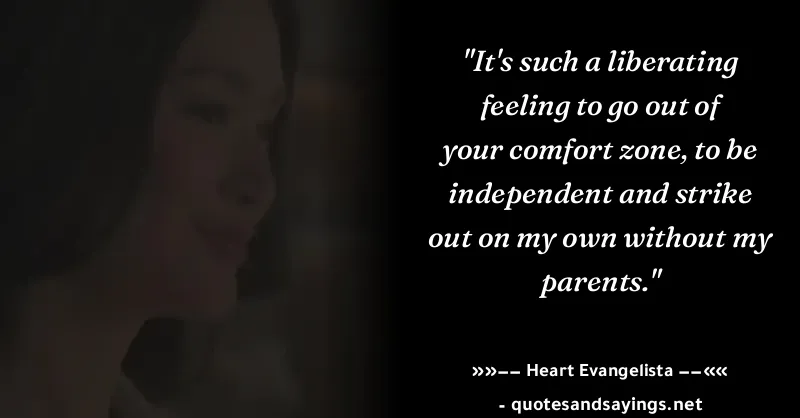 "It's such a liberating
feeling to go out of
your comfort zone, to be
independent and strike
out on my own without my
parents."
»»−− Heart Evangelista −−««
- quotesandsayings.net